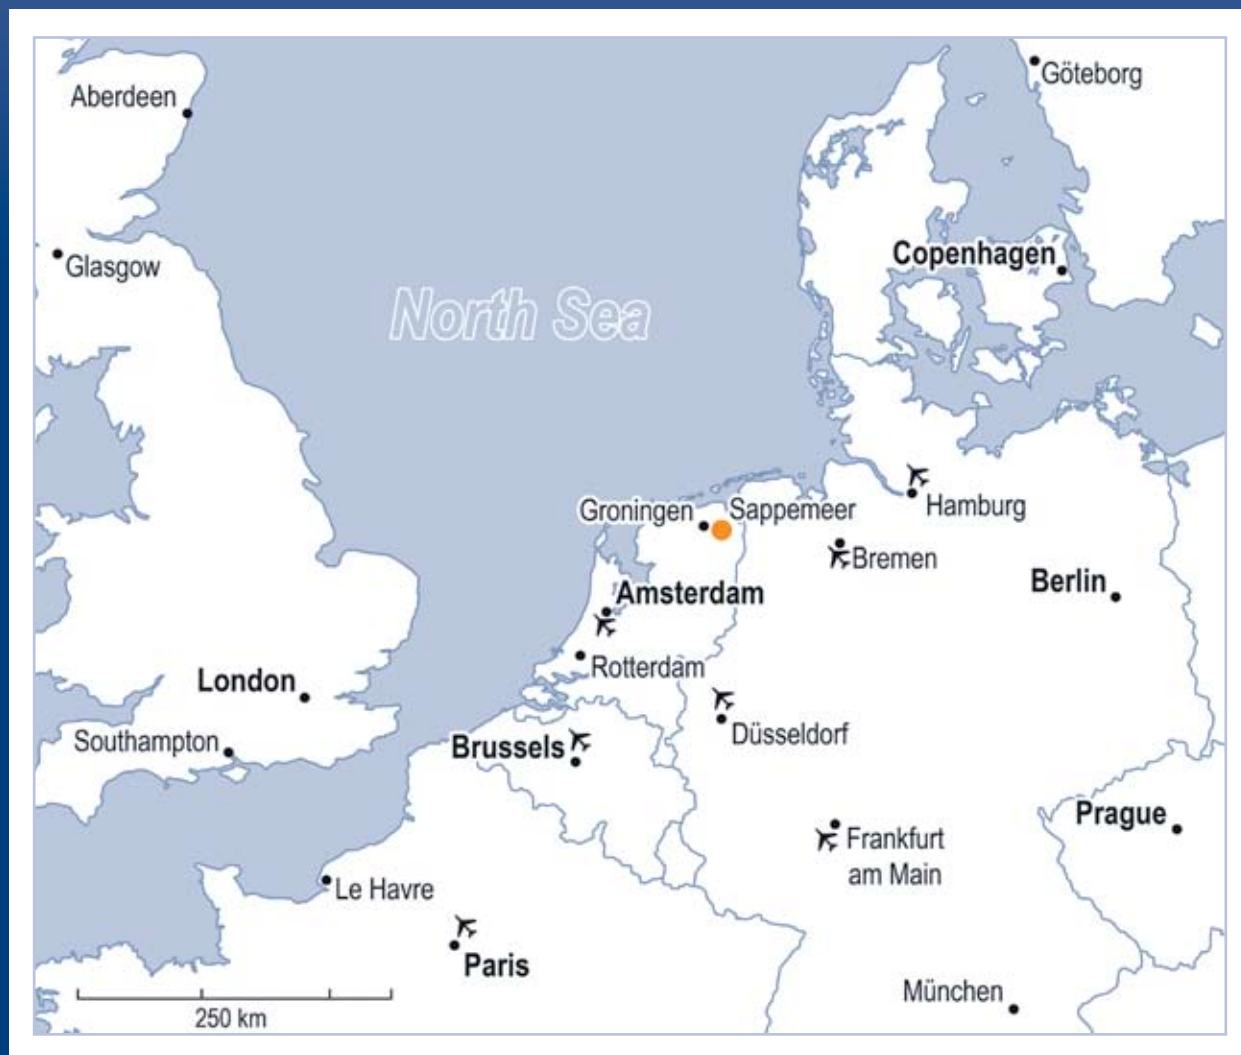 Göteborg
Aberdeen
Copenhagen
Glasgow
North Sea
Hamburg
Groningen
Sappemeer
Bremen
Berlin
Amsterdam
Rotterdam
London
Düsseldorf
Southampton
Brussels
Prague
Frankfurt
am Main
Le Havre
Paris
München
250 km